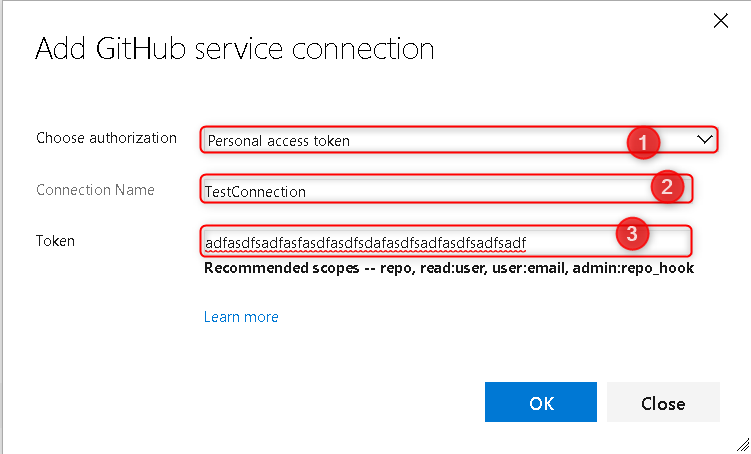 Add GitHub service connection
Choose authorization
Personal access token
1
Connection Name
TestConnection
2
Token
adfasdfsadfasfasdfasdfsdafasdfsadfasdfsadfsadf
3
Recommended scopes -- repo, read:user, user:email, admin:repo_hook
Learn more
OK
Close